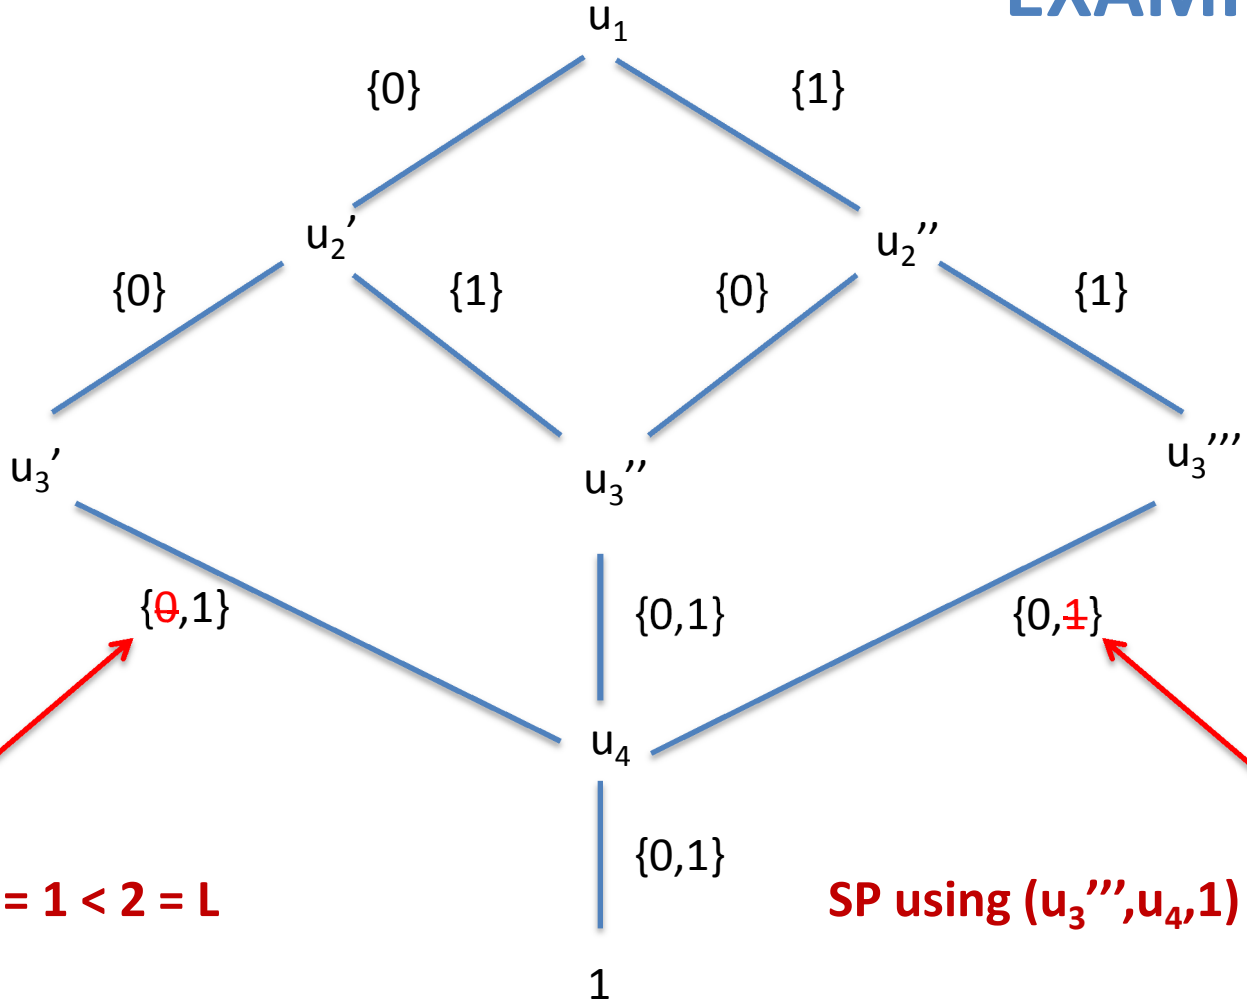 EXAMP
u₁
{0} {1}
u₂’ u₂’’
{0} {1} {0} {1}
u₃’ u₃’’ u₃’’’
{0,1} {0,1} {0,1}
u₄
{0,1}
= 1 < 2 = L SP using (u₃’’’,u₄,1)
1